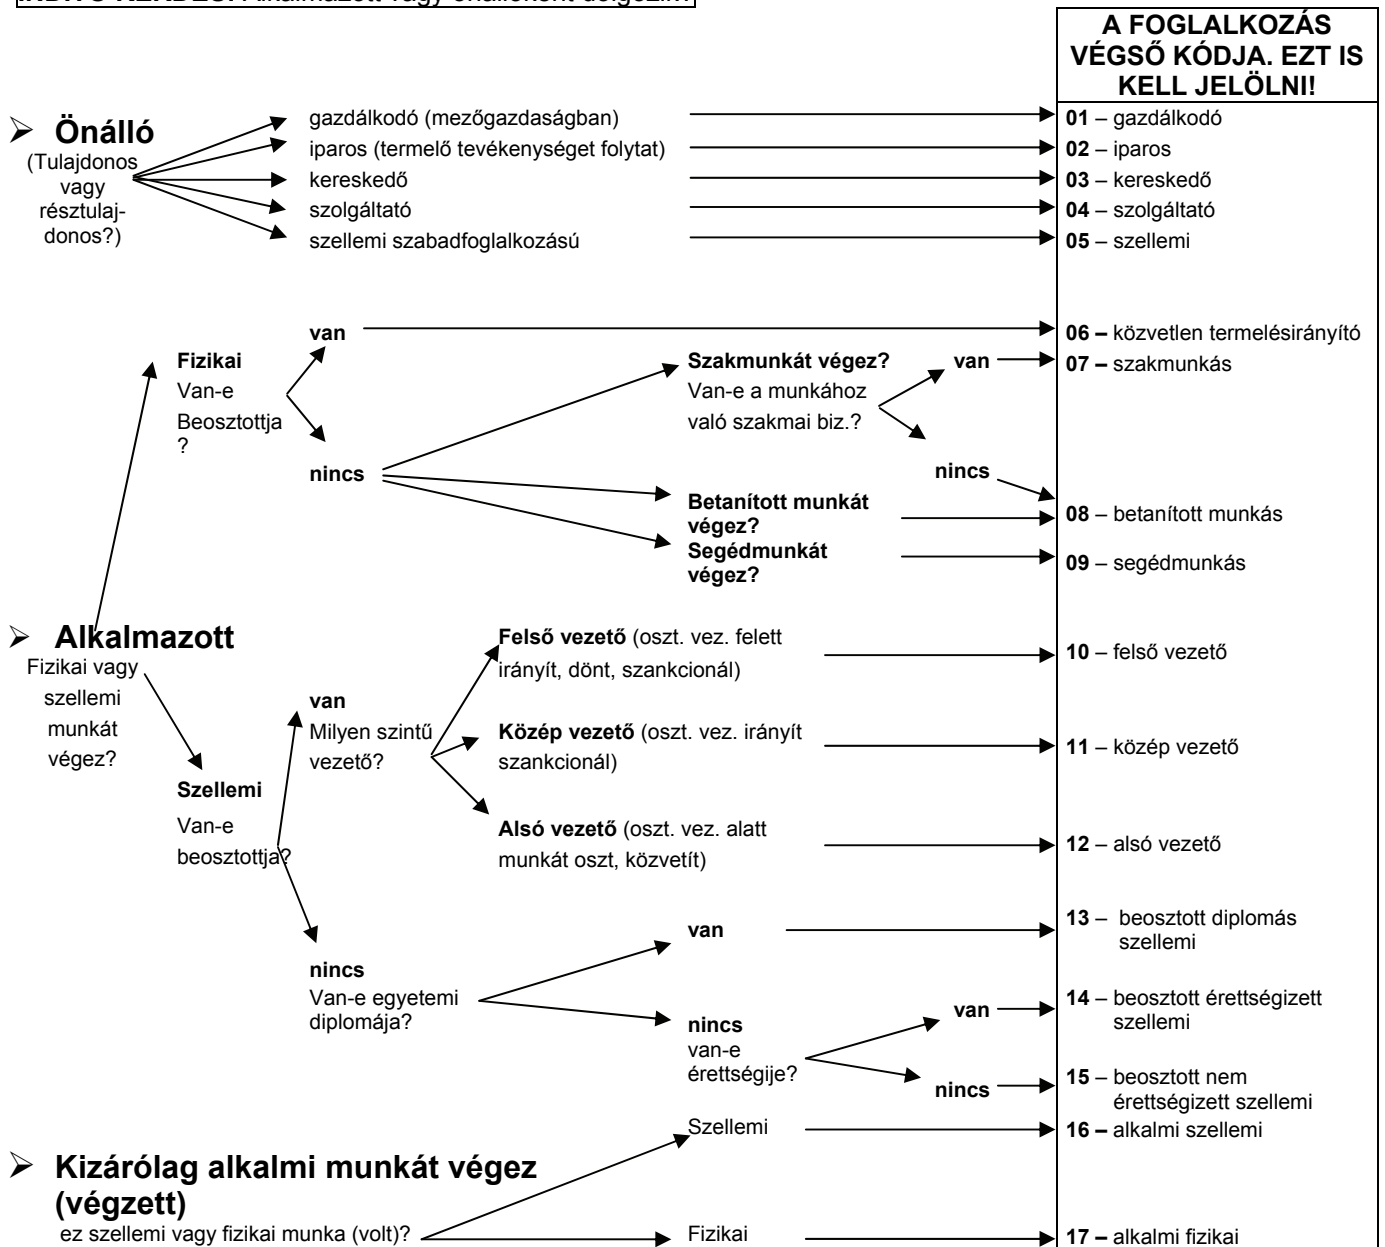 KÉRDÉS: Alkalmazott vagy önállóként dolgozik?
A FOGLALKOZÁS
VÉGSŐ KÓDJA. EZT IS
KELL JELÖLNI!
➢ Önálló
(Tulajdonos
vagy
résztulaj-
donos?)
gazdálkodó (mezőgazdaságban)
01 – gazdálkodó
iparos (termelő tevékenységet folytat)
02 – iparos
kereskedő
03 – kereskedő
szolgáltató
04 – szolgáltató
szellemi szabadfoglalkozású
05 – szellemi
van
06 – közvetlen termelésirányító
Fizikai
Van-e
Beosztottja
?
Szakmunkát végez?
Van-e a munkához
való szakmai biz.?
van
07 – szakmunkás
nincs
nincs
Betanított munkát
végez?
08 – betanított munkás
Segédmunkát
végez?
09 – segédmunkás
➢ Alkalmazott
Fizikai vagy
szellemi
munkát
végez?
Felső vezető (oszt. vez. felett
irányít, dönt, szankcionál)
10 – felső vezető
van
Milyen szintű
vezető?
Közép vezető (oszt. vez. irányít
szankcionál)
11 – közép vezető
Szellemi
Van-e
beosztottja?
Alsó vezető (oszt. vez. alatt
munkát oszt, közvetít)
12 – alsó vezető
van
13 – beosztott diplomás
szellemi
nincs
Van-e egyetemi
diplomája?
nincs
van-e
érettségije?
van
14 – beosztott érettségizett
szellemi
nincs
15 – beosztott nem
érettségizett szellemi
Szellemi
16 – alkalmi szellemi
➢ Kizárólag alkalmi munkát végez
(végzett)
ez szellemi vagy fizikai munka (volt)?
Fizikai
17 – alkalmi fizikai